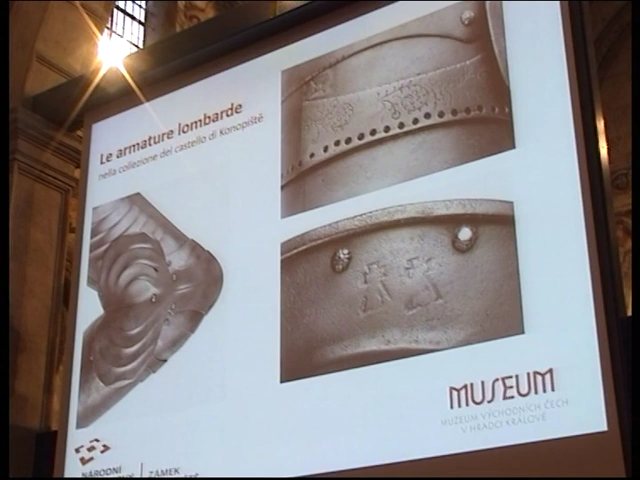 Le armature lombarde
nella collezione del castello di Konopiště
MUSEUM
MUZEUM VÝCHODNÍCH ČECH
V HRADCI KRÁLOVÉ
NÁRODNÍ
ZÁMEK